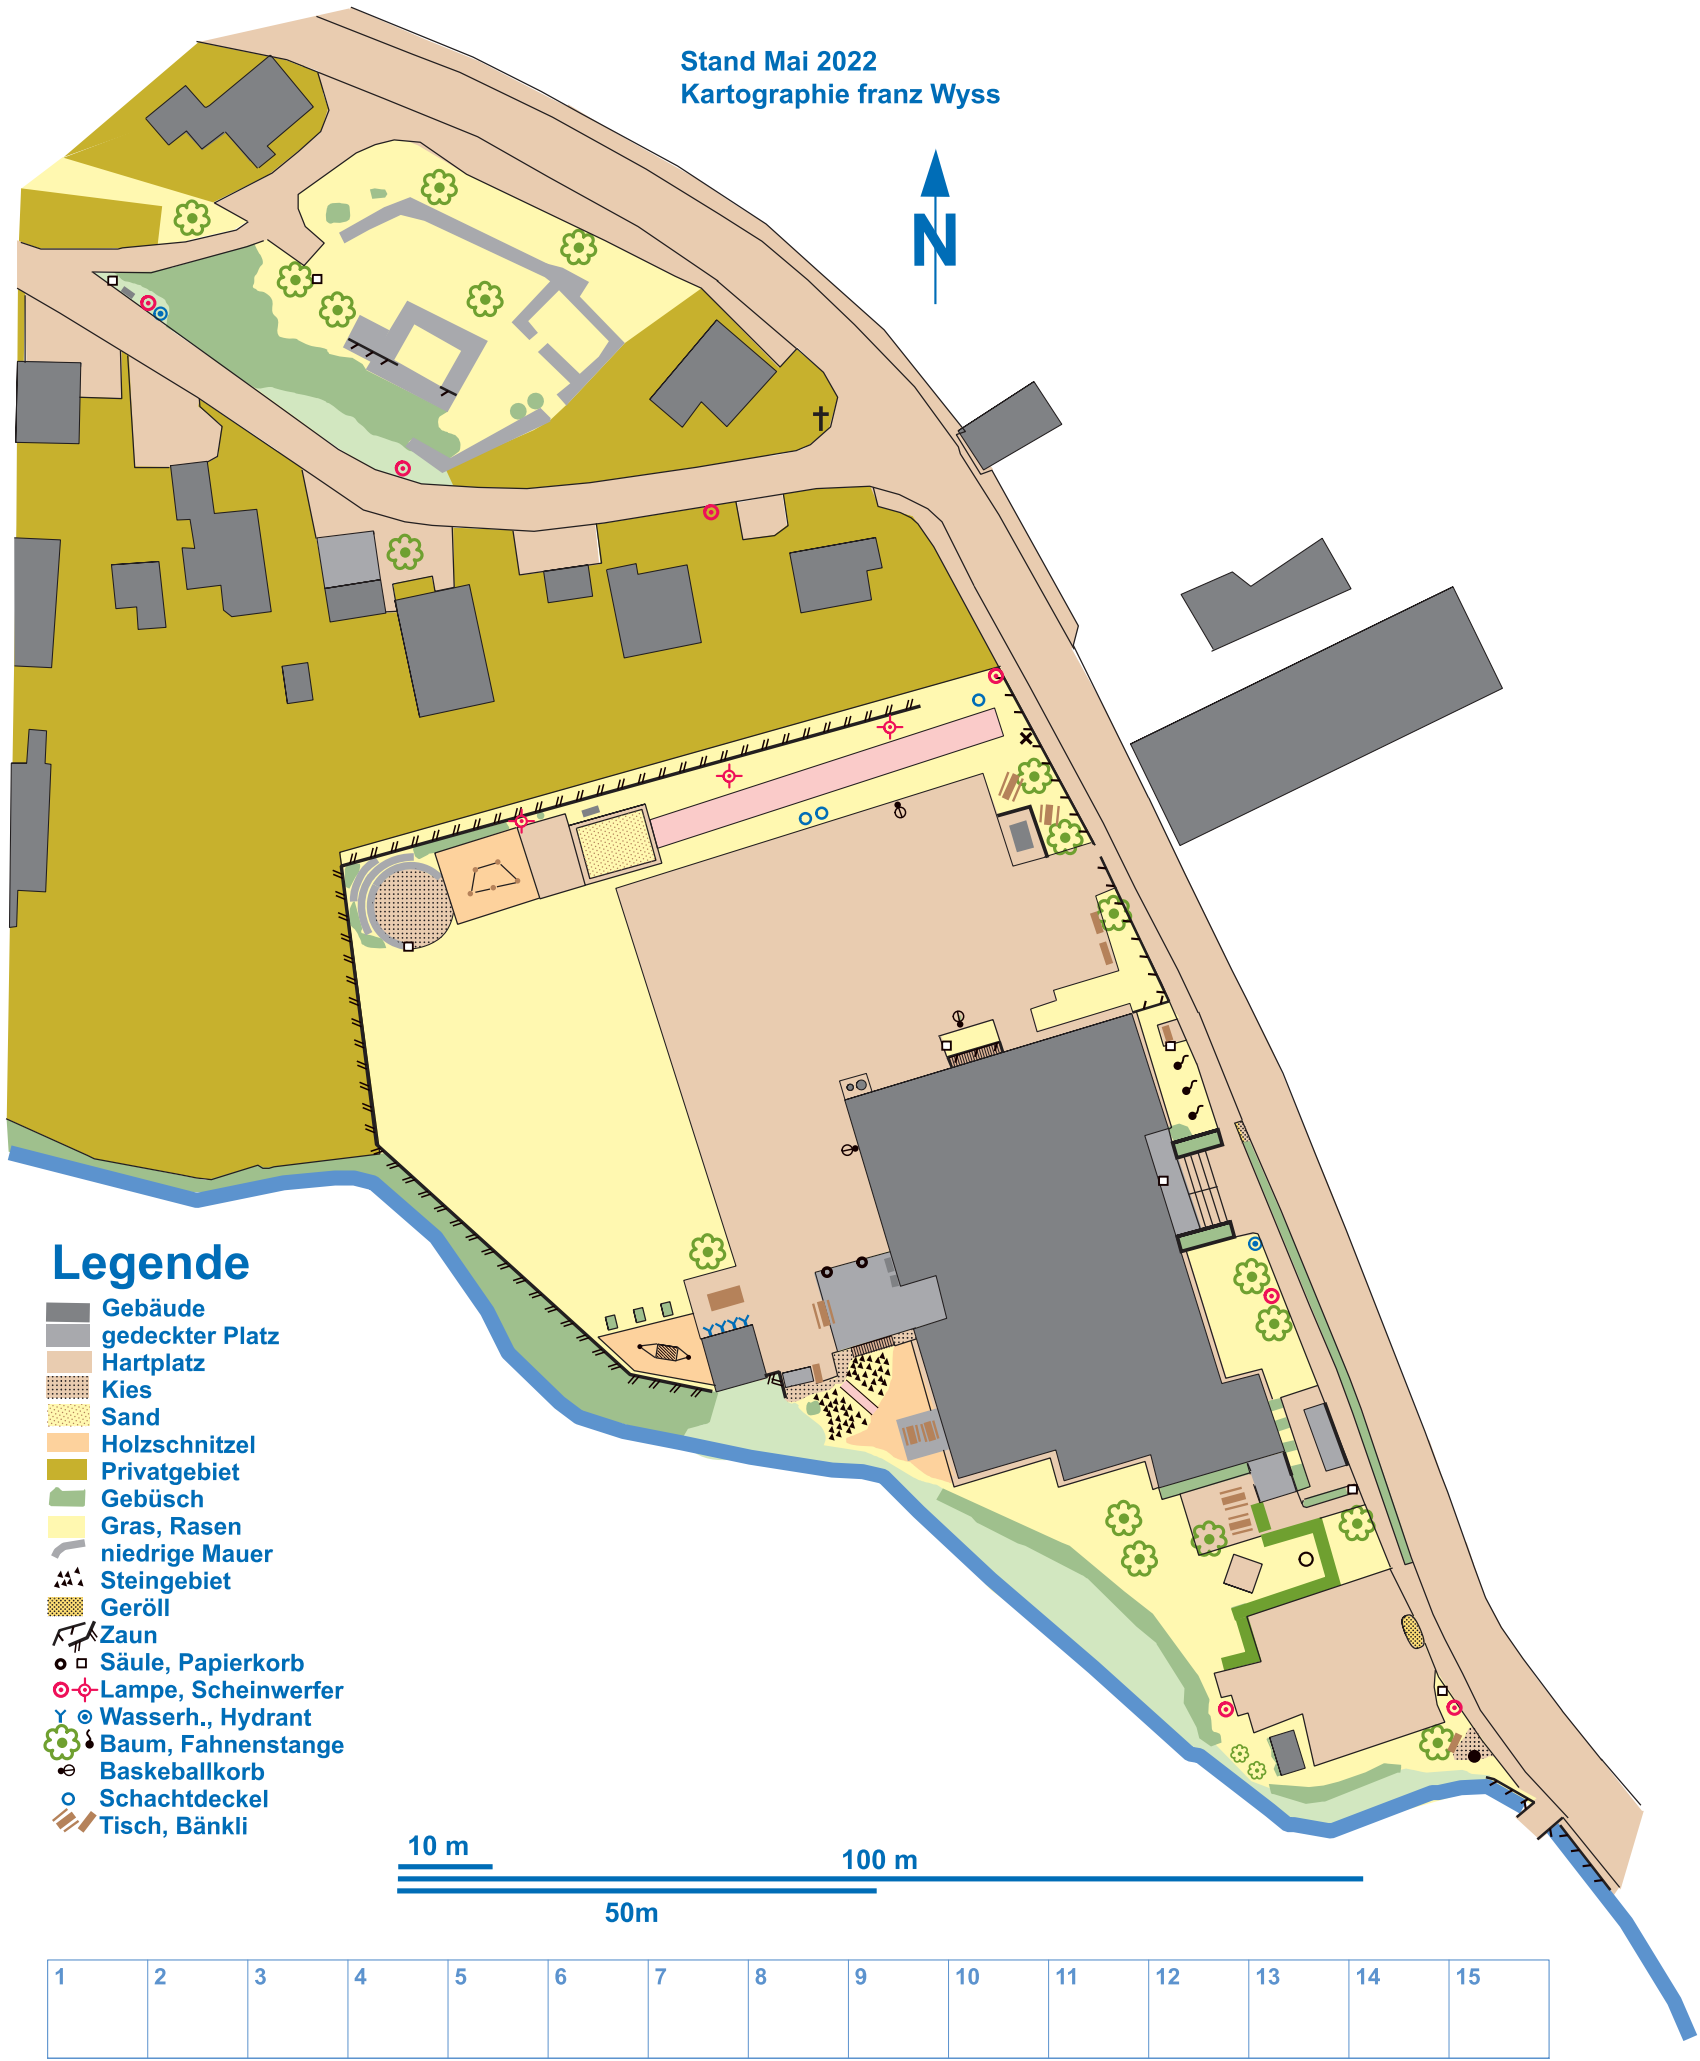 Stand Mai 2022
Kartographie franz Wyss
N
Legende
Gebäude
gedeckter Platz
Hartplatz
Kies
Sand
Holzschnitzel
Privatgebiet
Gebüsch
Gras, Rasen
niedrige Mauer
Steingebiet
Geröll
Zaun
Säule, Papierkorb
Lampe, Scheinwerfer
Wasserh., Hydrant
Baum, Fahnenstange
Baskeballkorb
Schachtdeckel
Tisch, Bänkli
10 m
100 m
50m
1 2 3 4 5 6 7 8 9 10 11 12 13 14 15